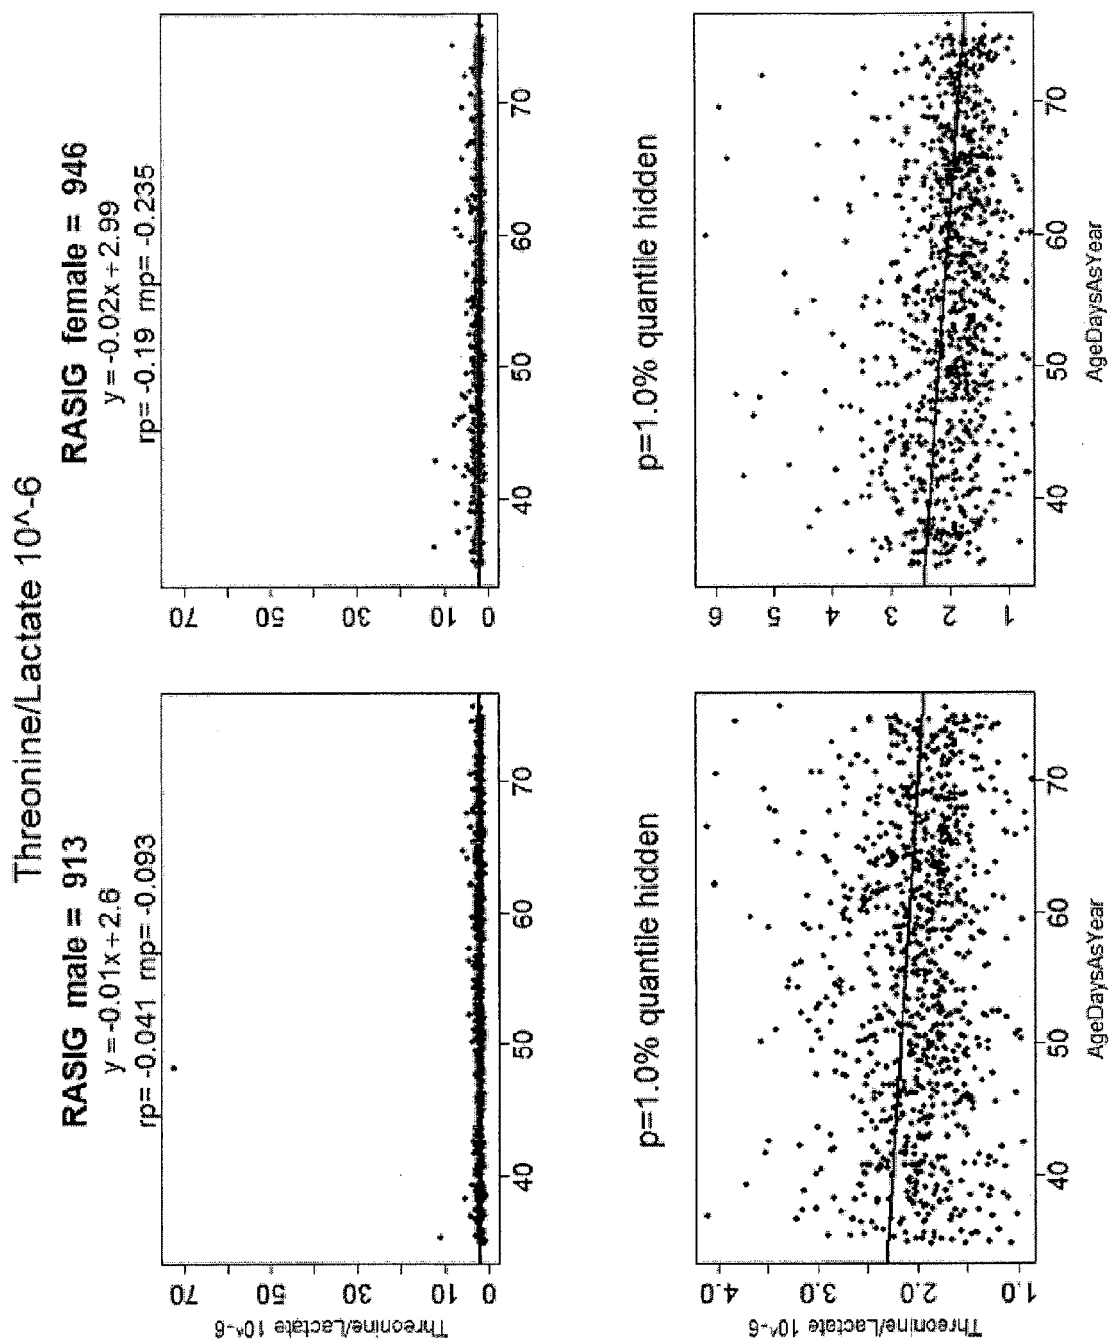 Threonine/Lactate 10^-6
RASIG male = 913
y = -0.01x + 2.6
rp= -0.041 rnp= -0.093
RASIG female = 946
y = -0.02x + 2.99
rp= -0.19 rnp= -0.235
Threonine/Lactate 10^-6
0 10 30 50 70
40 50 60 70
0 10 30 50 70
40 50 60 70
p=1.0% quantile hidden
p=1.0% quantile hidden
Threonine/Lactate 10^-6
1.0 2.0 3.0 4.0
40 50 60 70
AgeDaysAsYear
1 2 3 4 5 6
40 50 60 70
AgeDaysAsYear